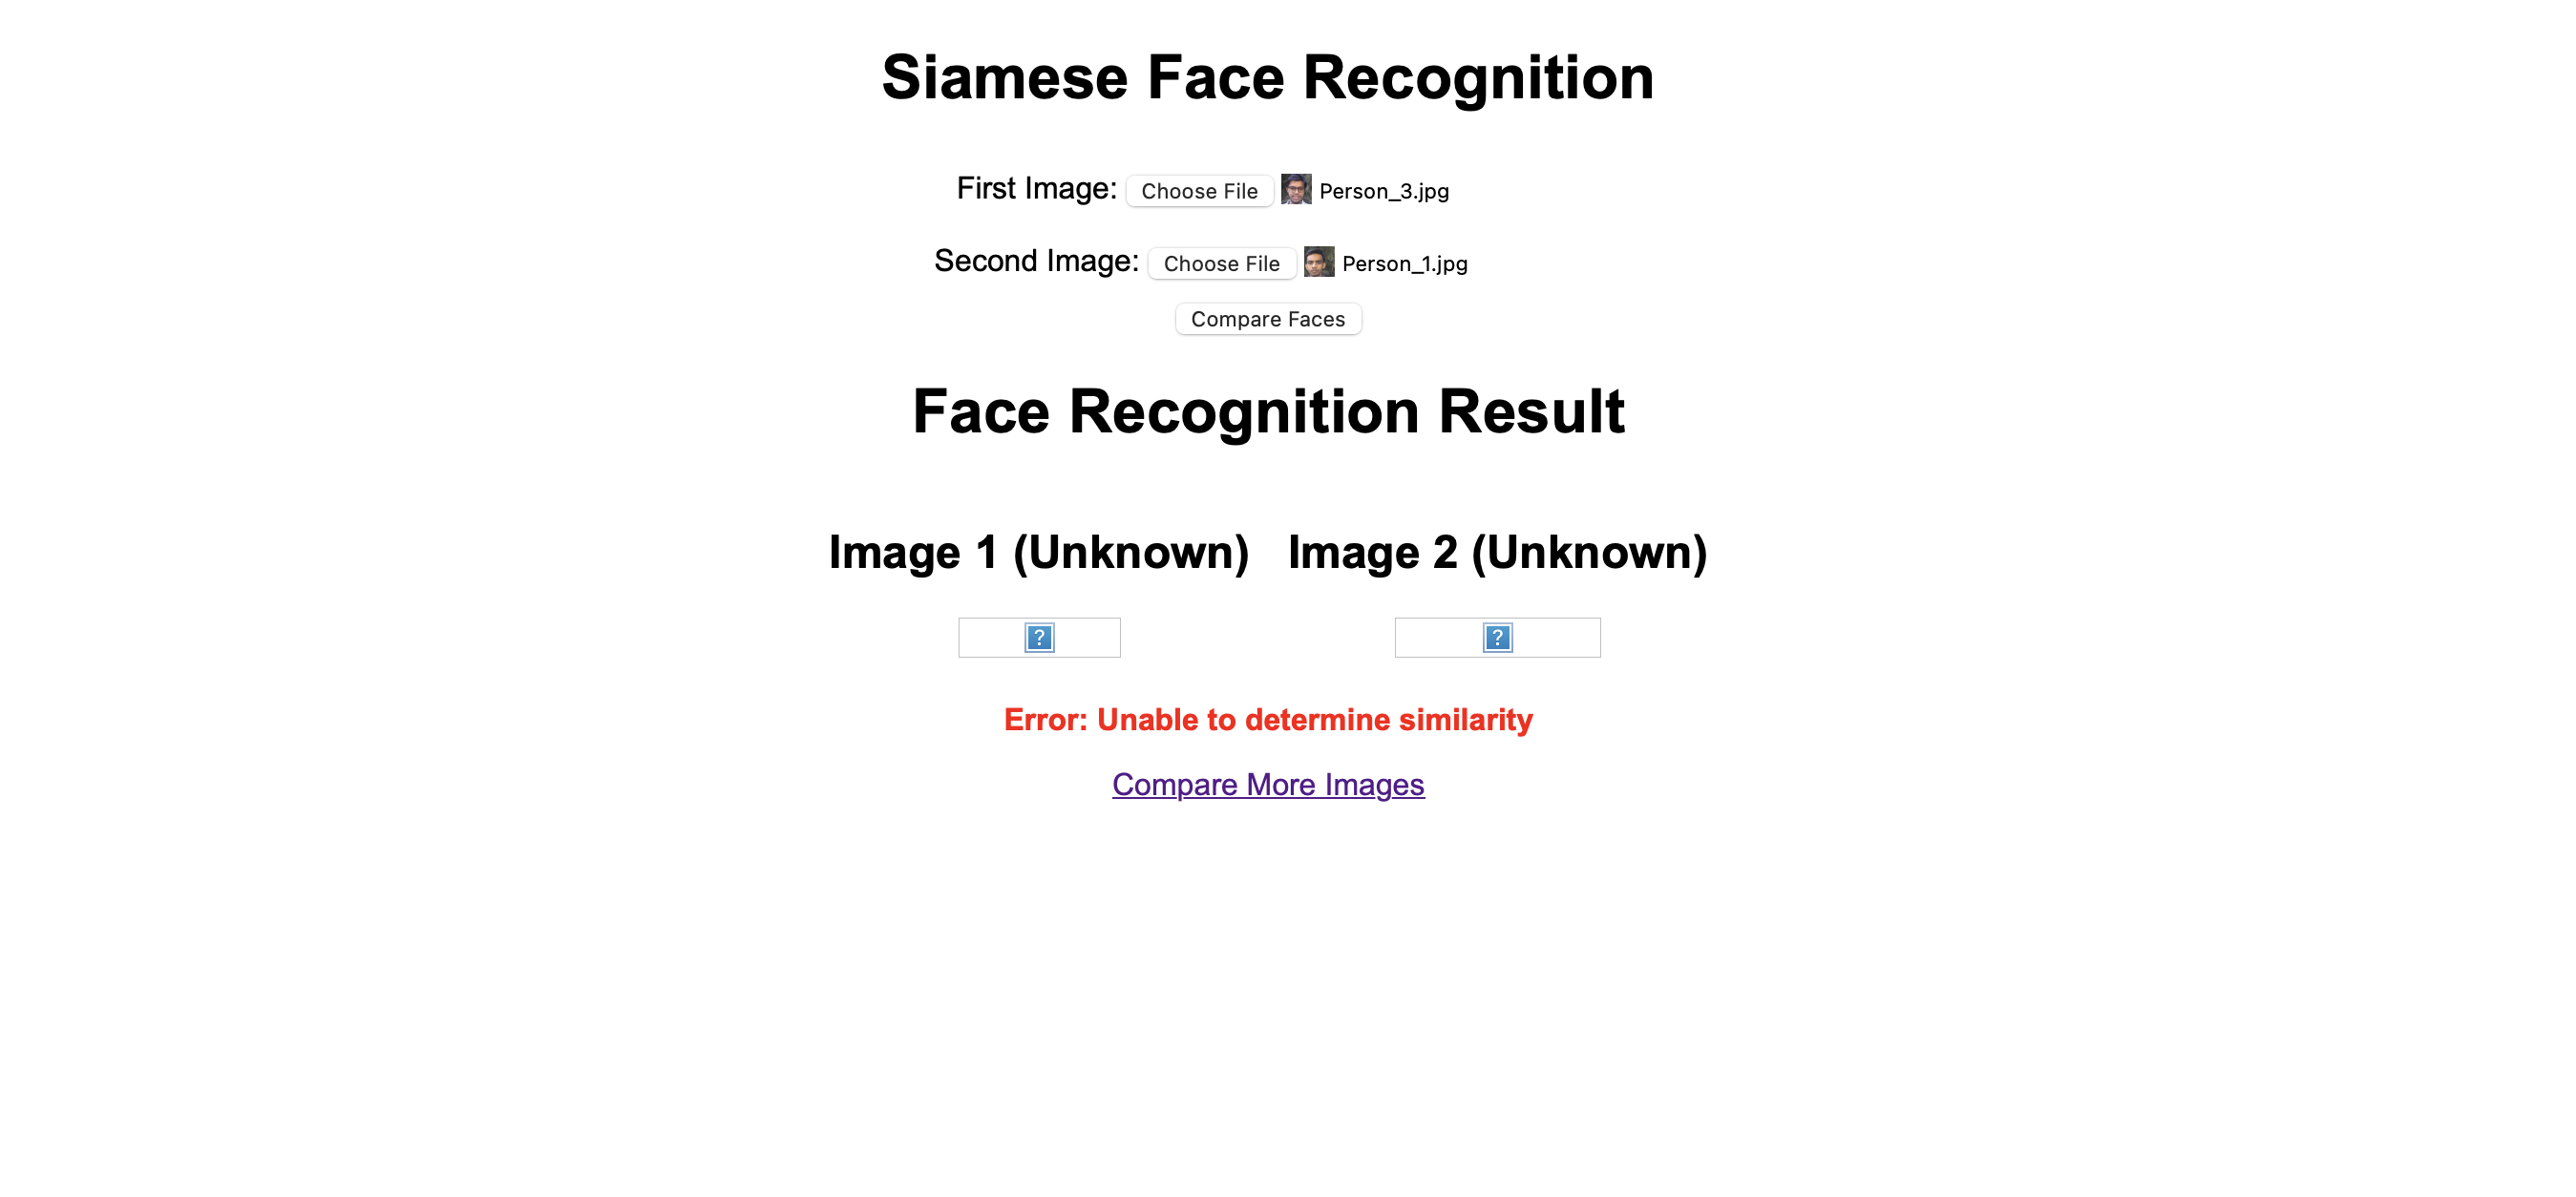 Siamese Face Recognition
First Image: Choose File Person_3.jpg
Second Image: Choose File Person_1.jpg
Compare Faces
Face Recognition Result
Image 1 (Unknown) Image 2 (Unknown)
? ?
Error: Unable to determine similarity
Compare More Images